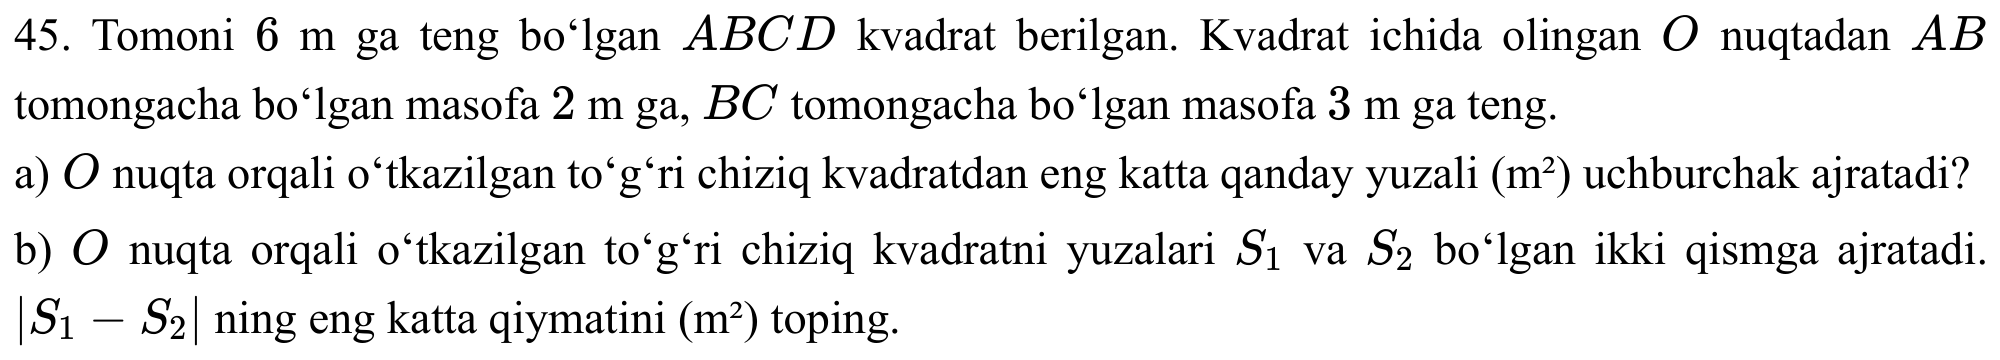 45. Tomoni 6 m ga teng bo‘lgan ABCD kvadrat berilgan. Kvadrat ichida olingan O nuqtadan AB
tomongacha bo‘lgan masofa 2 m ga, BC tomongacha bo‘lgan masofa 3 m ga teng.
a) O nuqta orqali o‘tkazilgan to‘g‘ri chiziq kvadratdan eng katta qanday yuzali (m²) uchburchak ajratadi?
b) O nuqta orqali o‘tkazilgan to‘g‘ri chiziq kvadratni yuzalari S₁ va S₂ bo‘lgan ikki qismga ajratadi.
|S₁ − S₂| ning eng katta qiymatini (m²) toping.